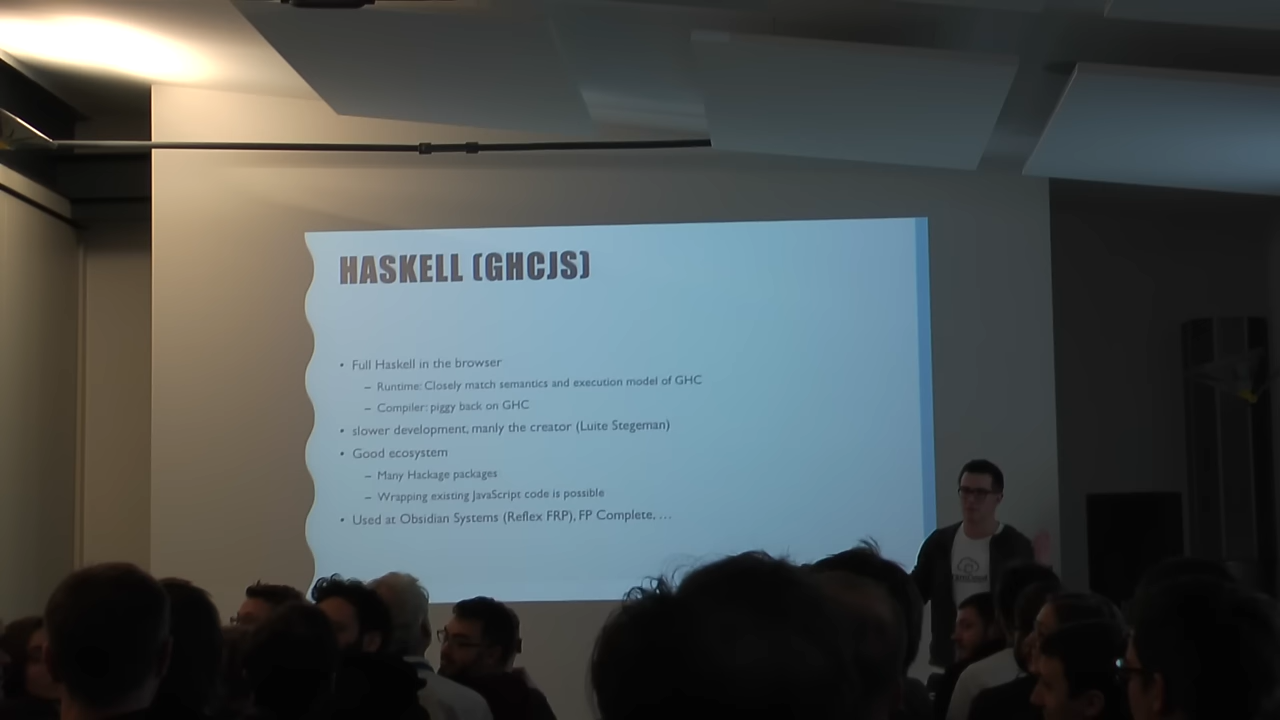 HASKELL (GHCJS)
• Full Haskell in the browser
– Runtime: Closely match semantics and execution model of GHC
– Compiler: piggy back on GHC
• slower development, manly the creator (Luite Stegeman)
• Good ecosystem
– Many Hackage packages
– Wrapping existing JavaScript code is possible
• Used at Obsidian Systems (Reflex FRP), FP Complete, …